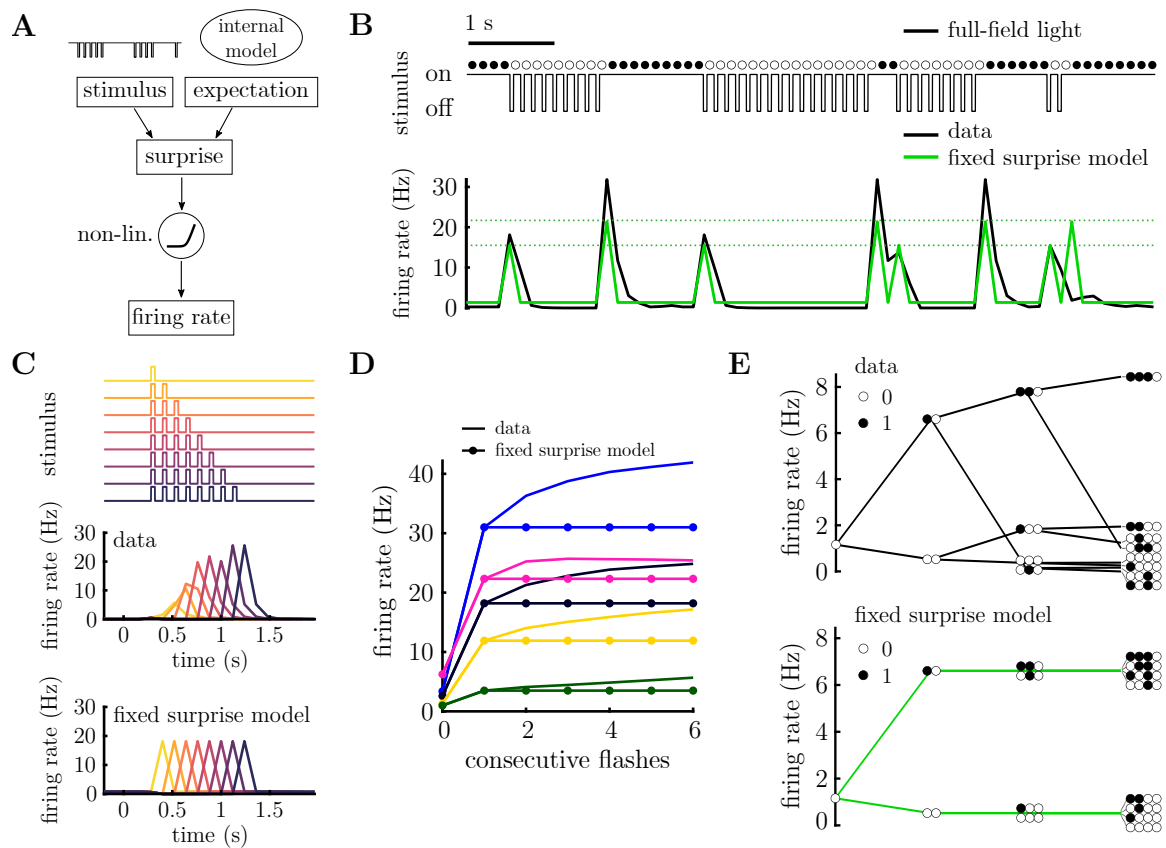 A
internal
model
stimulus
expectation
surprise
non-lin.
firing rate
B
1 s
full-field light
stimulus
on
off
data
fixed surprise model
firing rate (Hz)
30
20
10
0
C
stimulus
data
firing rate (Hz)
30
20
10
0
0
0.5
1
1.5
time (s)
fixed surprise model
firing rate (Hz)
30
20
10
0
0
0.5
1
1.5
time (s)
D
data
fixed surprise model
firing rate (Hz)
40
30
20
10
0
0
2
4
6
consecutive flashes
E
data
0
1
firing rate (Hz)
8
6
4
2
0
fixed surprise model
0
1
firing rate (Hz)
8
6
4
2
0